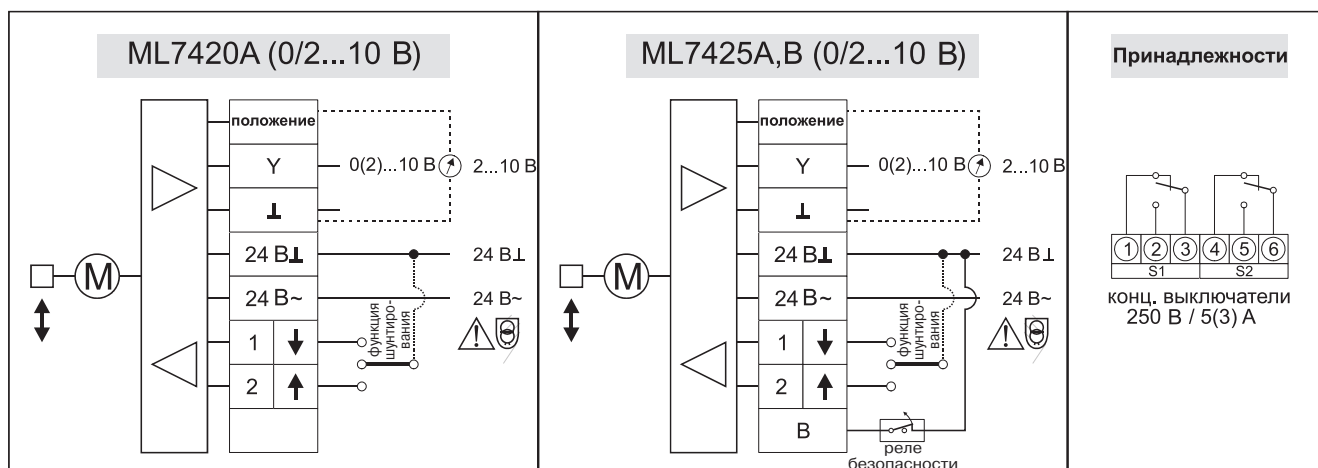 ML7420A (0/2...10 В)
положение
Y
0(2)...10 В
2...10 В
⊥
24 В⊥
24 В⊥
24 В~
24 В~
функция
шунтиро-
вания
1
2
M
ML7425A,B (0/2...10 В)
положение
Y
0(2)...10 В
2...10 В
⊥
24 В⊥
24 В⊥
24 В~
24 В~
функция
шунтиро-
вания
1
2
B
M
реле
безопасности
Принадлежности
1 2 3 4 5 6
S1 S2
конц. выключатели
250 В / 5(3) А